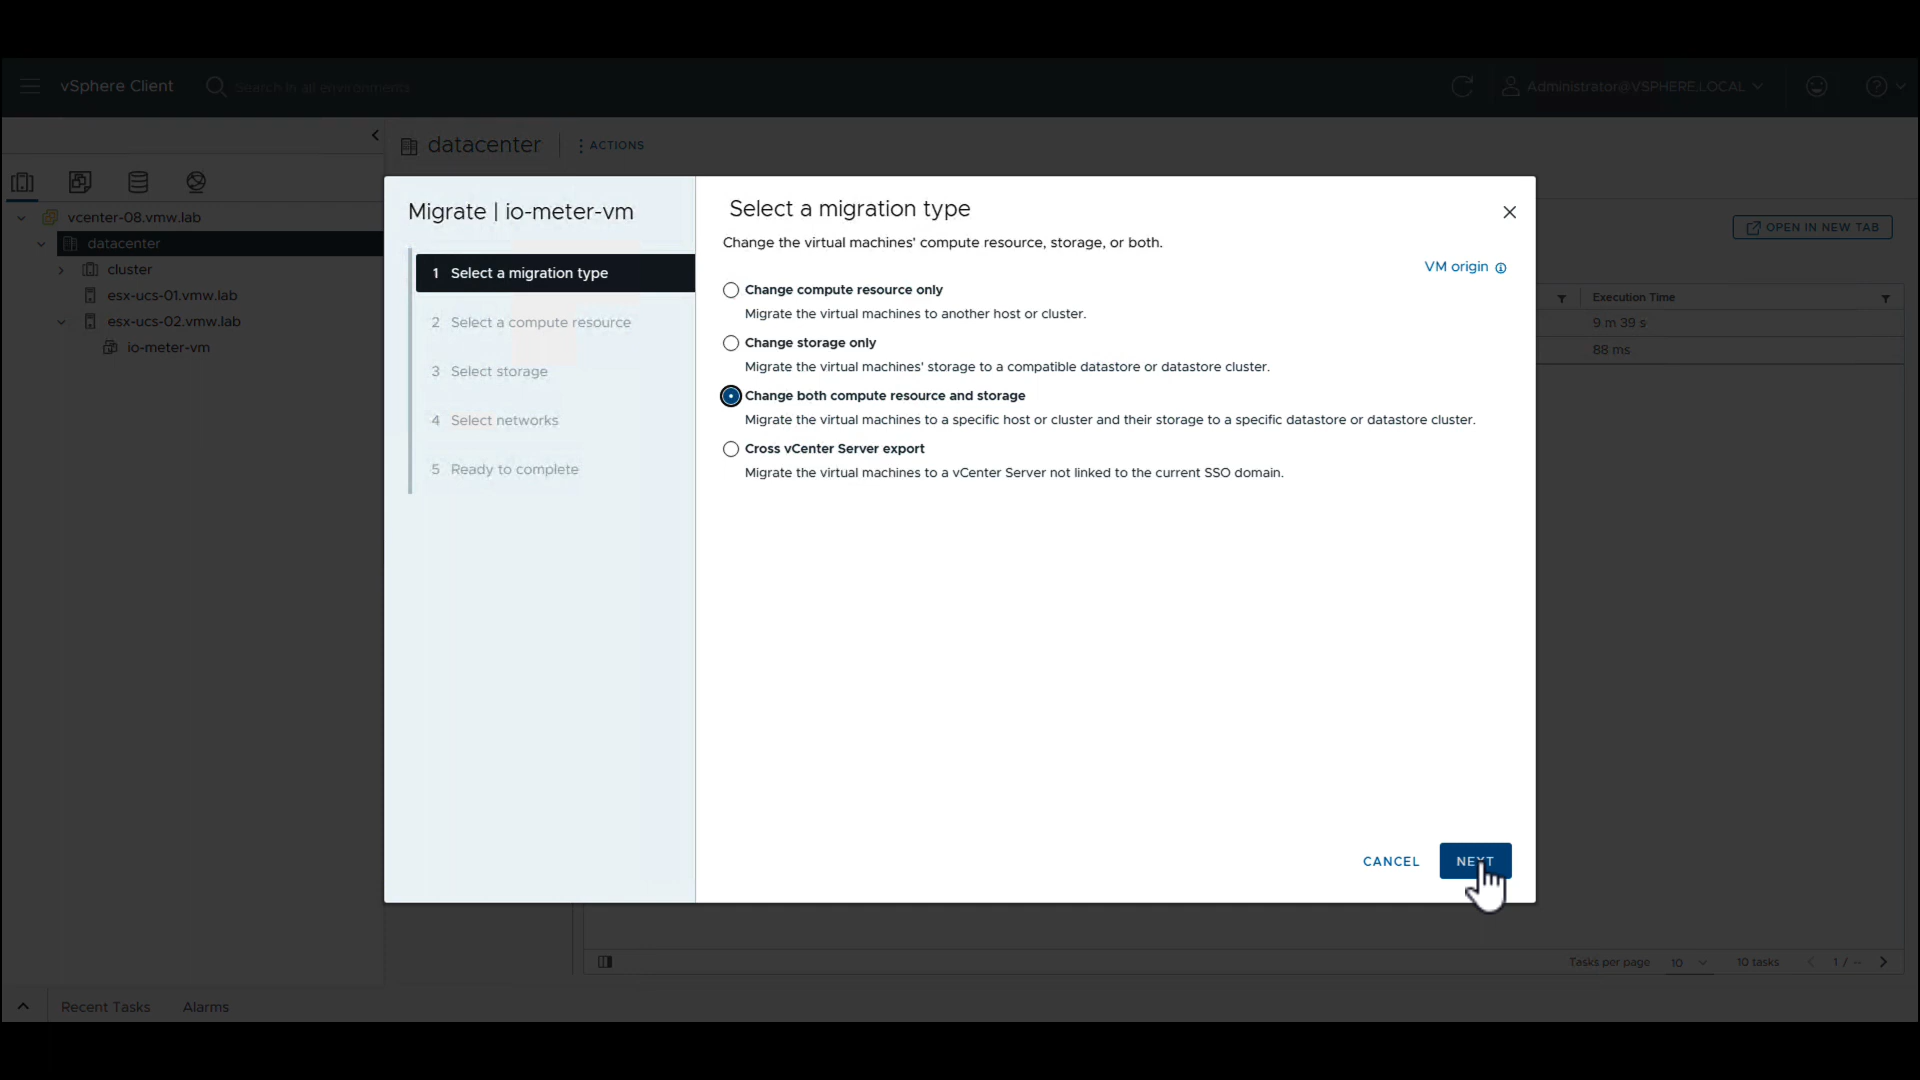 vSphere Client
Search in all environments
Administrator@VSPHERE.LOCAL
datacenter
ACTIONS
vcenter-08.vmw.lab
datacenter
cluster
esx-ucs-01.vmw.lab
esx-ucs-02.vmw.lab
io-meter-vm
OPEN IN NEW TAB
Execution Time
9 m 39 s
88 ms
Migrate | io-meter-vm
1 Select a migration type
2 Select a compute resource
3 Select storage
4 Select networks
5 Ready to complete
Select a migration type
Change the virtual machines' compute resource, storage, or both.
VM origin
Change compute resource only
Migrate the virtual machines to another host or cluster.
Change storage only
Migrate the virtual machines' storage to a compatible datastore or datastore cluster.
Change both compute resource and storage
Migrate the virtual machines to a specific host or cluster and their storage to a specific datastore or datastore cluster.
Cross vCenter Server export
Migrate the virtual machines to a vCenter Server not linked to the current SSO domain.
CANCEL
NEXT
Tasks per page 10 10 tasks 1 / --
Recent Tasks
Alarms